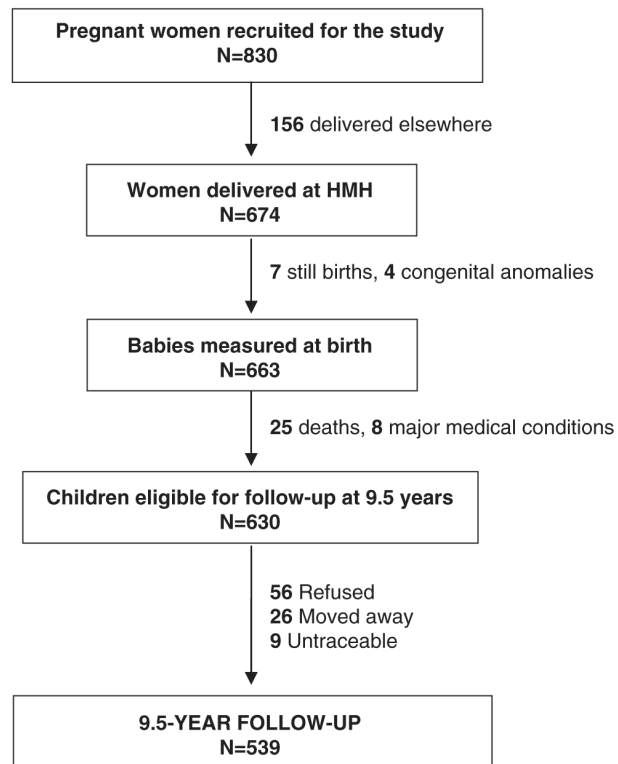 Pregnant women recruited for the study
N=830
156 delivered elsewhere
Women delivered at HMH
N=674
7 still births, 4 congenital anomalies
Babies measured at birth
N=663
25 deaths, 8 major medical conditions
Children eligible for follow-up at 9.5 years
N=630
56 Refused
26 Moved away
9 Untraceable
9.5-YEAR FOLLOW-UP
N=539